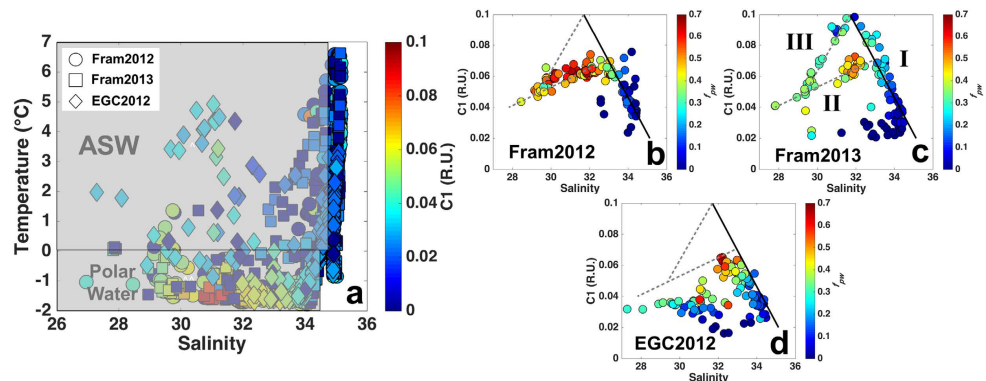 7
6
5
4
3
2
1
0
-1
-2
Temperature (°C)
Fram2012
Fram2013
EGC2012
ASW
Polar
Water
a
26 28 30 32 34 36
Salinity
0.1
0.08
0.06
0.04
0.02
0
C1 (R.U.)
0.1
0.08
0.06
0.04
0.02
0
C1 (R.U.)
Fram2012
b
28 30 32 34 36
Salinity
0.7
0.6
0.5
0.4
0.3
0.2
0.1
0
fpw
0.1
0.08
0.06
0.04
0.02
0
C1 (R.U.)
III
I
II
Fram2013
c
28 30 32 34 36
Salinity
0.7
0.6
0.5
0.4
0.3
0.2
0.1
0
fpw
0.1
0.08
0.06
0.04
0.02
0
C1 (R.U.)
EGC2012
d
28 30 32 34 36
Salinity
0.7
0.6
0.5
0.4
0.3
0.2
0.1
0
fpw